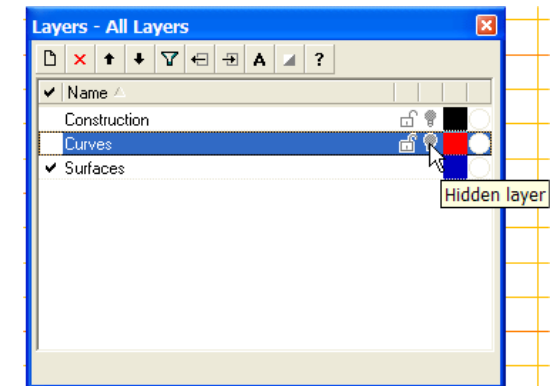 Layers - All Layers
A ?
Name
Construction
Curves
Surfaces
Hidden layer